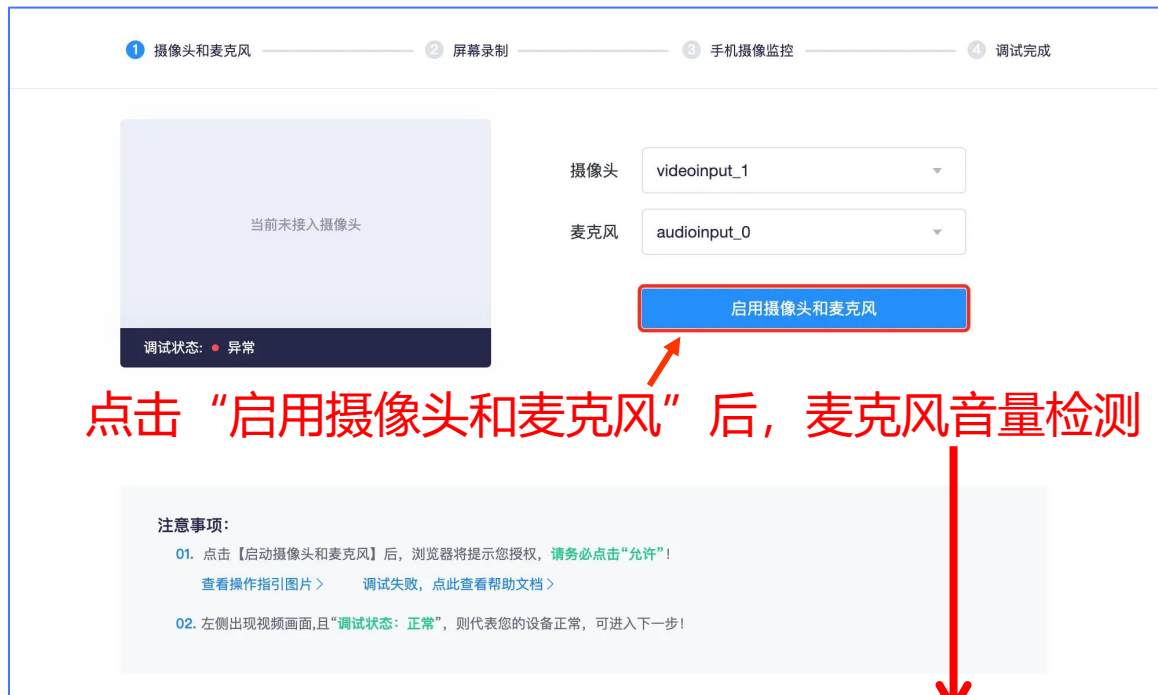 1 摄像头和麦克风 2 屏幕录制 3 手机摄像监控 4 调试完成
当前未接入摄像头
摄像头 videoinput_1
麦克风 audioinput_0
启用摄像头和麦克风
调试状态: 异常
点击“启用摄像头和麦克风”后，麦克风音量检测
注意事项：
01. 点击【启动摄像头和麦克风】后，浏览器将提示您授权，请务必点击“允许”！
查看操作指引图片＞ 调试失败，点此查看帮助文档＞
02. 左侧出现视频画面,且“调试状态：正常”，则代表您的设备正常，可进入下一步！